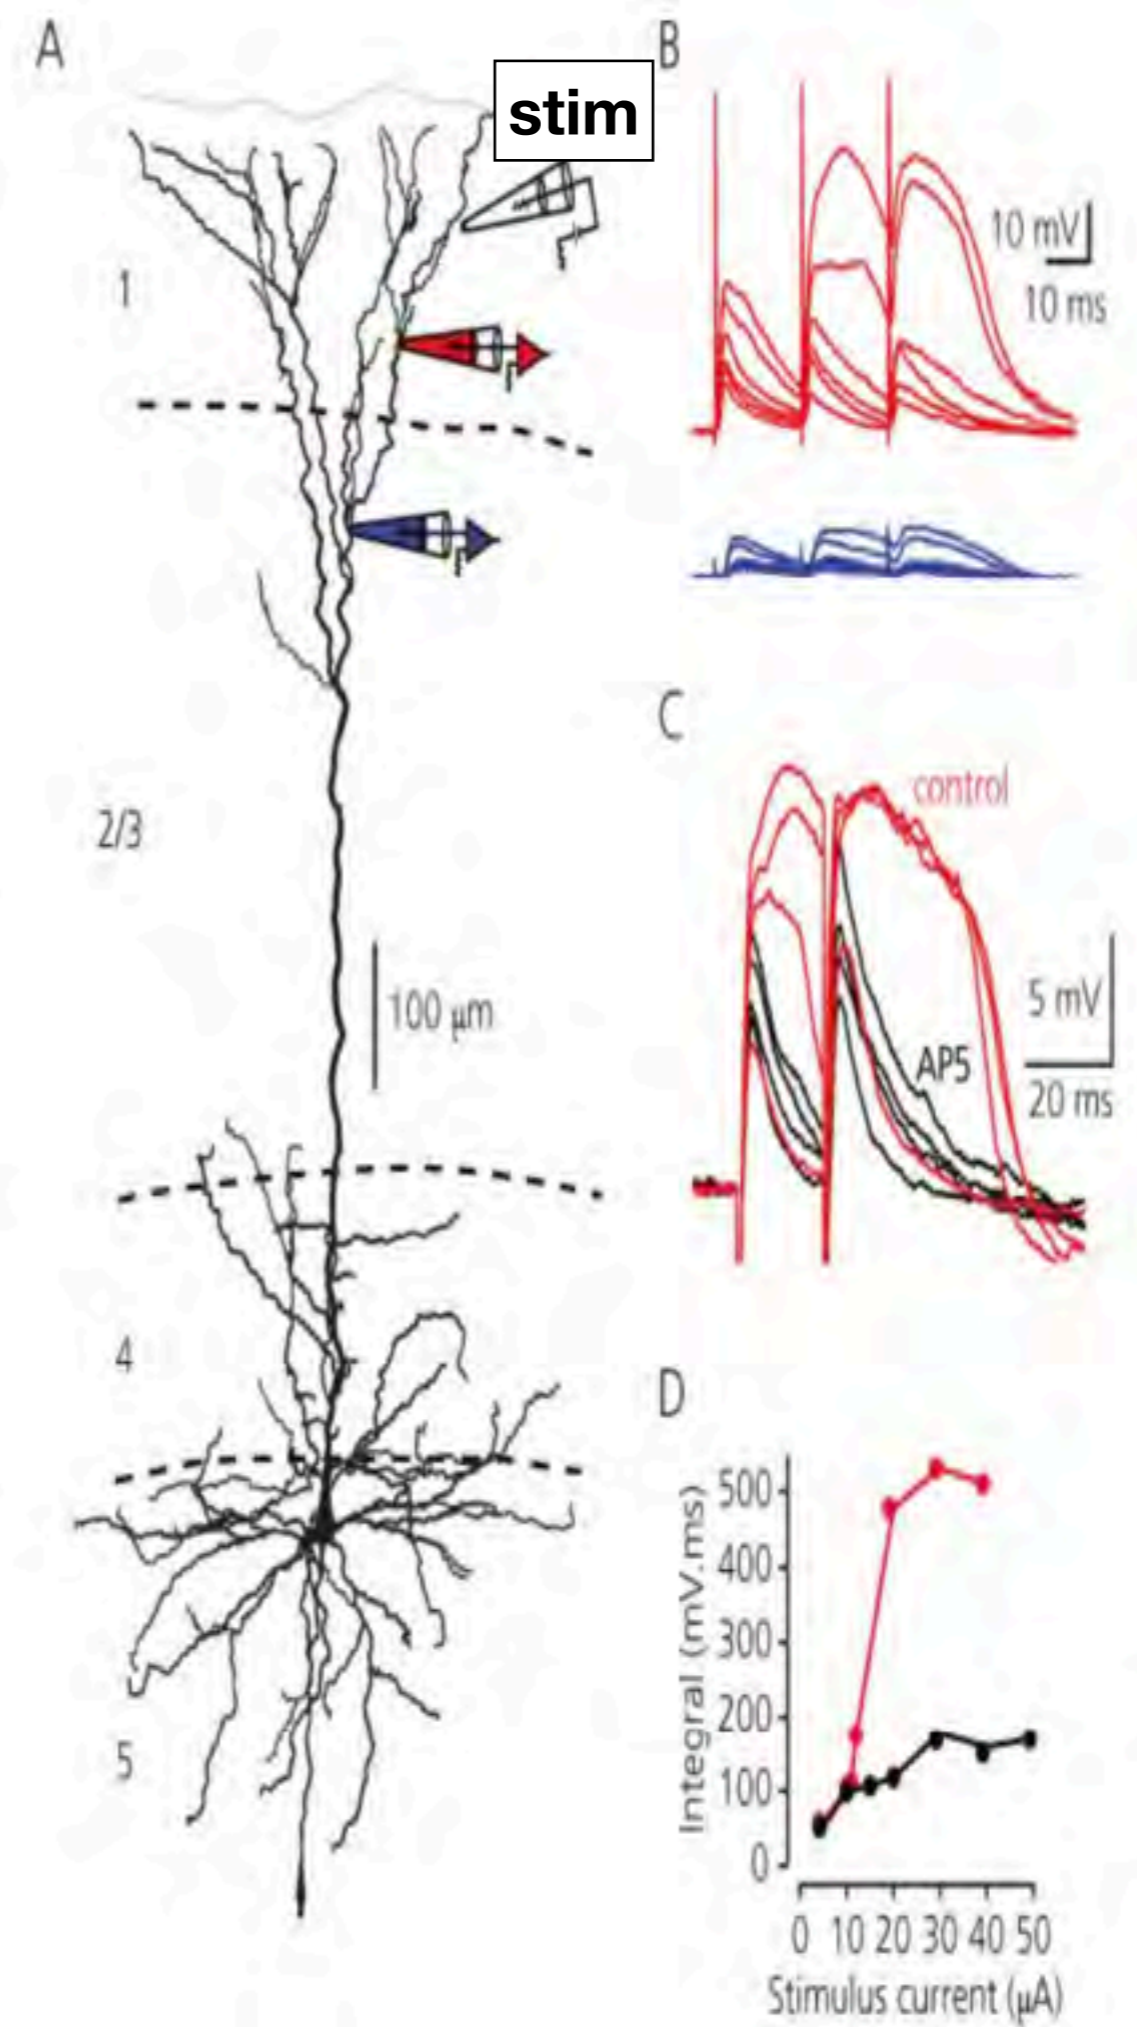 A
stim
1
2/3
100 μm
4
5
B
10 mV
10 ms
C
control
AP5
5 mV
20 ms
D
Integral (mV.ms)
500
400
300
200
100
0
0 10 20 30 40 50
Stimulus current (μA)